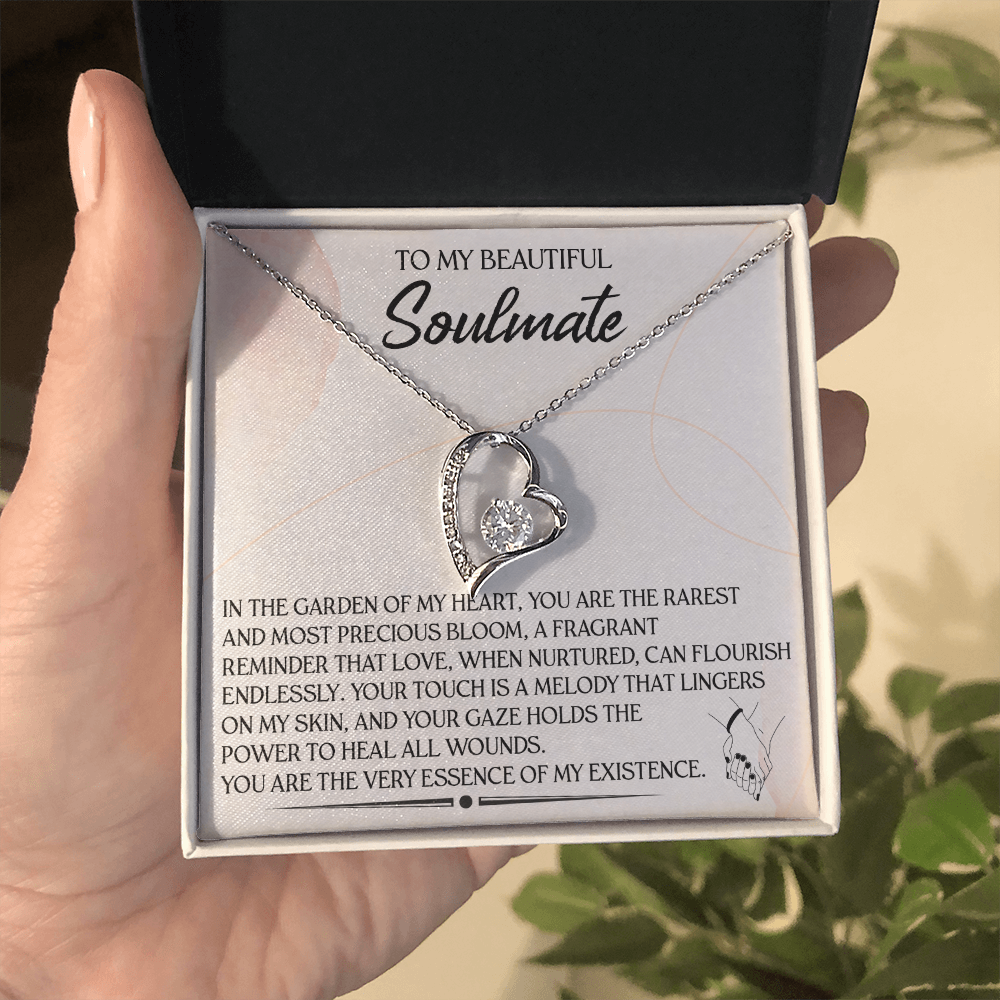 TO MY BEAUTIFUL
Soulmate
IN THE GARDEN OF MY HEART, YOU ARE THE RAREST
AND MOST PRECIOUS BLOOM, A FRAGRANT
REMINDER THAT LOVE, WHEN NURTURED, CAN FLOURISH
ENDLESSLY. YOUR TOUCH IS A MELODY THAT LINGERS
ON MY SKIN, AND YOUR GAZE HOLDS THE
POWER TO HEAL ALL WOUNDS.
YOU ARE THE VERY ESSENCE OF MY EXISTENCE.